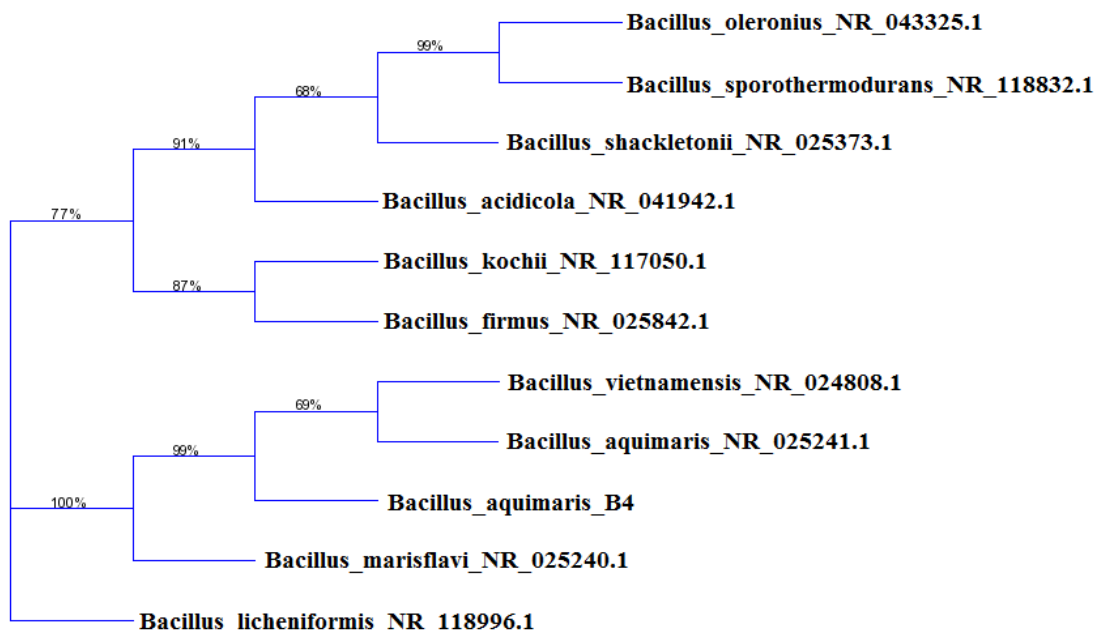 Bacillus_oleronius_NR_043325.1
99%
Bacillus_sporothermodurans_NR_118832.1
68%
Bacillus_shackletonii_NR_025373.1
91%
Bacillus_acidicola_NR_041942.1
77%
Bacillus_kochii_NR_117050.1
87%
Bacillus_firmus_NR_025842.1
Bacillus_vietnamensis_NR_024808.1
69%
Bacillus_aquimaris_NR_025241.1
99%
Bacillus_aquimaris_B4
100%
Bacillus_marisflavi_NR_025240.1
Bacillus_licheniformis_NR_118996.1